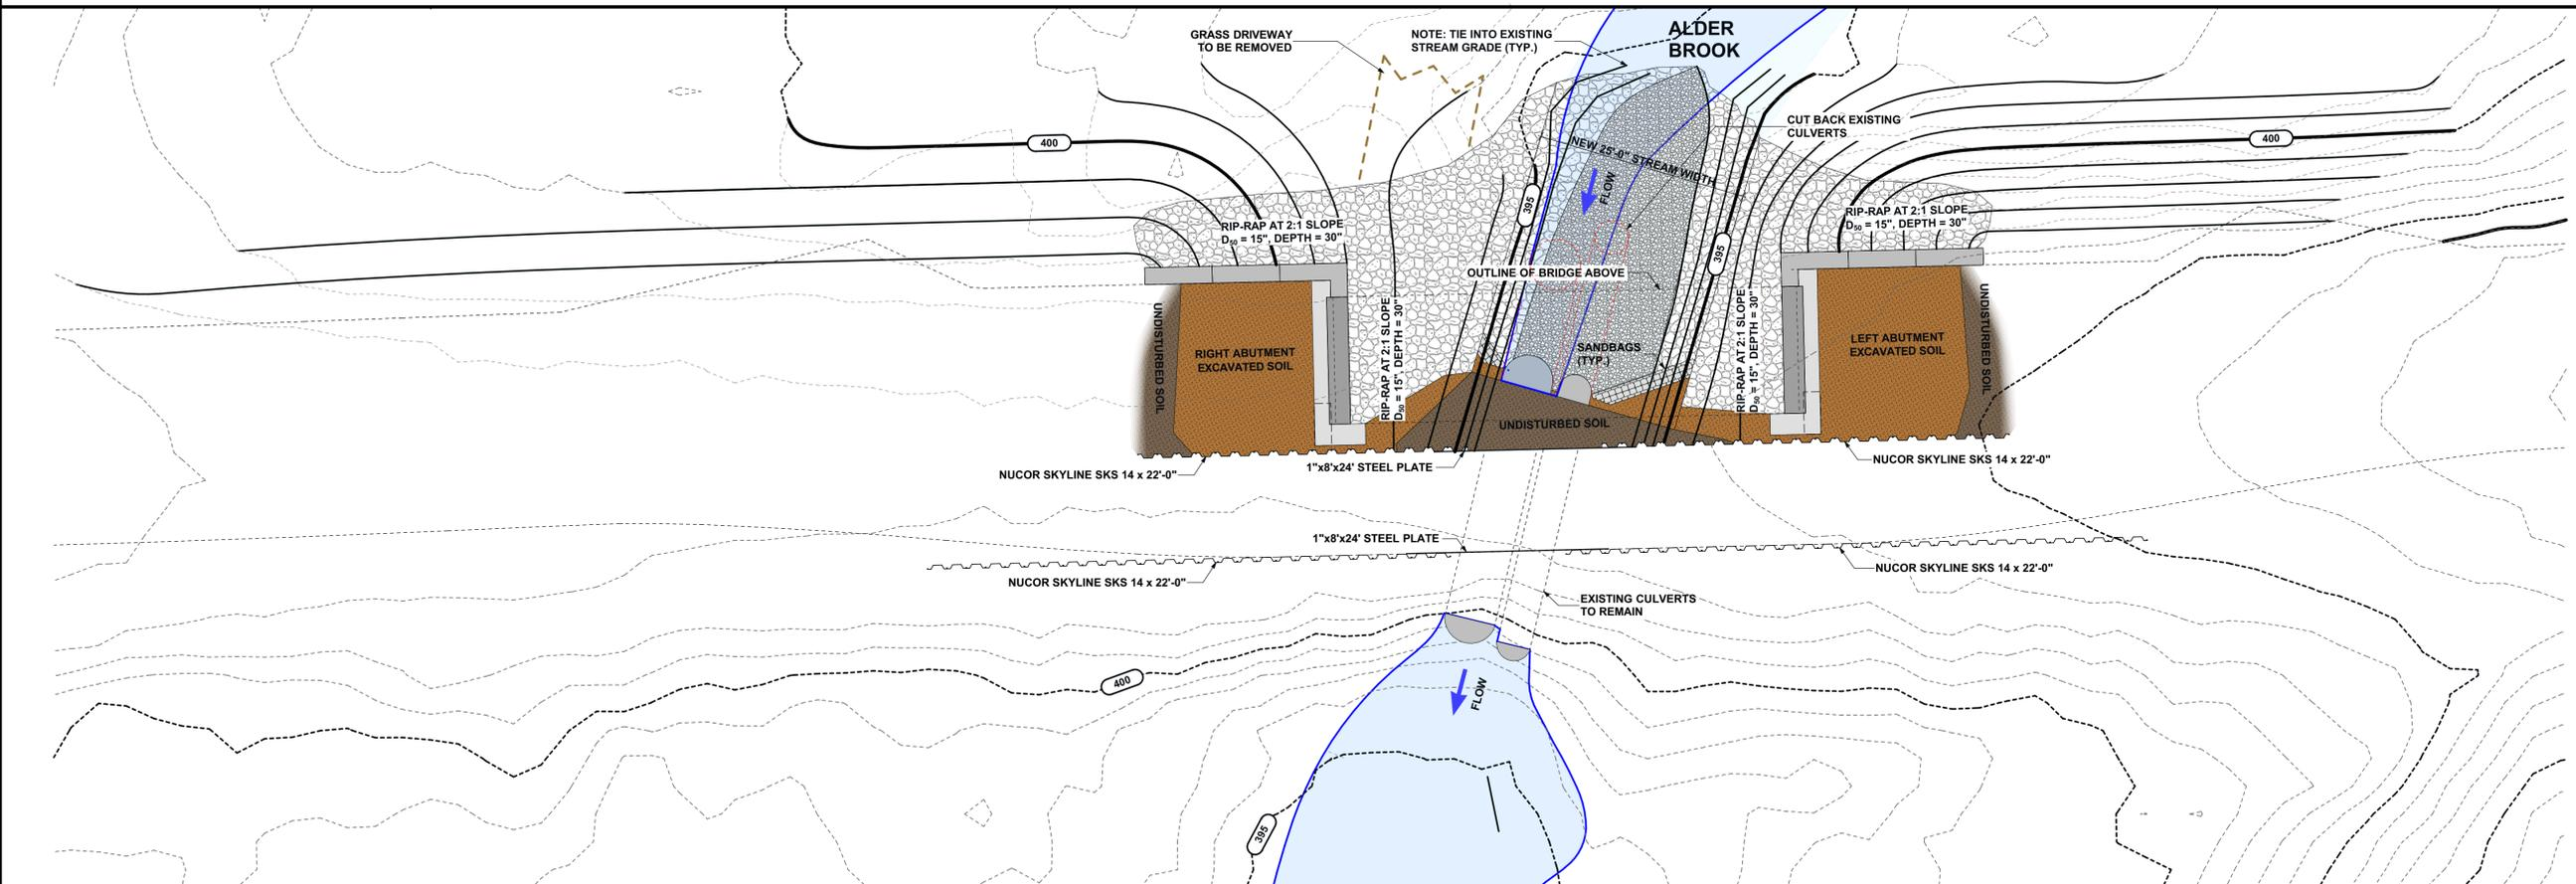 ALDER
BROOK
GRASS DRIVEWAY
TO BE REMOVED
NOTE: TIE INTO EXISTING
STREAM GRADE (TYP.)
CUT BACK EXISTING
CULVERTS
400
400
NEW 25'-0" STREAM WIDTH
FLOW
395
395
RIP-RAP AT 2:1 SLOPE
D50 = 15", DEPTH = 30"
RIP-RAP AT 2:1 SLOPE
D50 = 15", DEPTH = 30"
OUTLINE OF BRIDGE ABOVE
UNDISTURBED SOIL
RIGHT ABUTMENT
EXCAVATED SOIL
RIP-RAP AT 2:1 SLOPE
D50 = 15", DEPTH = 30"
SANDBAGS
(TYP.)
RIP-RAP AT 2:1 SLOPE
D50 = 15", DEPTH = 30"
LEFT ABUTMENT
EXCAVATED SOIL
UNDISTURBED SOIL
UNDISTURBED SOIL
NUCOR SKYLINE SKS 14 x 22'-0"
1"x8'x24' STEEL PLATE
NUCOR SKYLINE SKS 14 x 22'-0"
1"x8'x24' STEEL PLATE
NUCOR SKYLINE SKS 14 x 22'-0"
NUCOR SKYLINE SKS 14 x 22'-0"
EXISTING CULVERTS
TO REMAIN
400
FLOW
395